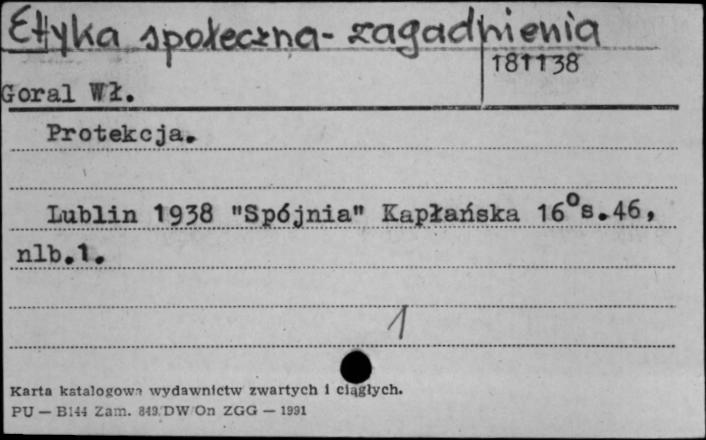 Etyka społeczna - zagadnienia
181138
Goral Wł.
Protekcja.
Lublin 1938 "Spójnia" Kapłańska 16° s.46,
nlb.1.
1
Karta katalogowa wydawnictw zwartych i ciągłych.
PU — B144 Zam. 849/DW/On ZGG — 1991